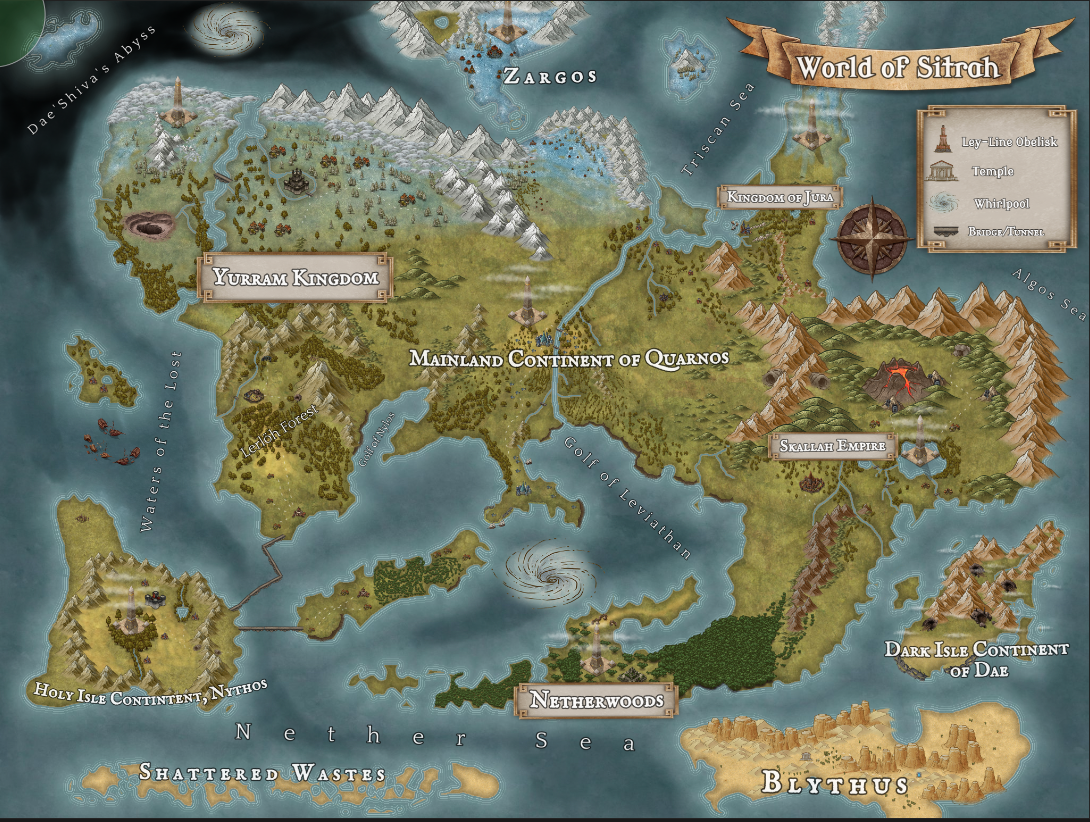 Dae'Shiva's Abyss
Zargos
World of Sitrah
Triscan Sea
Ley-Line Obelisk
Temple
Whirlpool
Bridge/Tunnel
Kingdom of Jura
Yurram Kingdom
Algos Sea
Mainland Continent of Quarnos
Waters of the Lost
Lerloh Forest
Golf of
Skallah Empire
Golf of Leviathan
Dark Isle Continent
of Dae
Holy Isle Contintent, Nythos
Netherwoods
Nether Sea
Shattered Wastes
Blythus